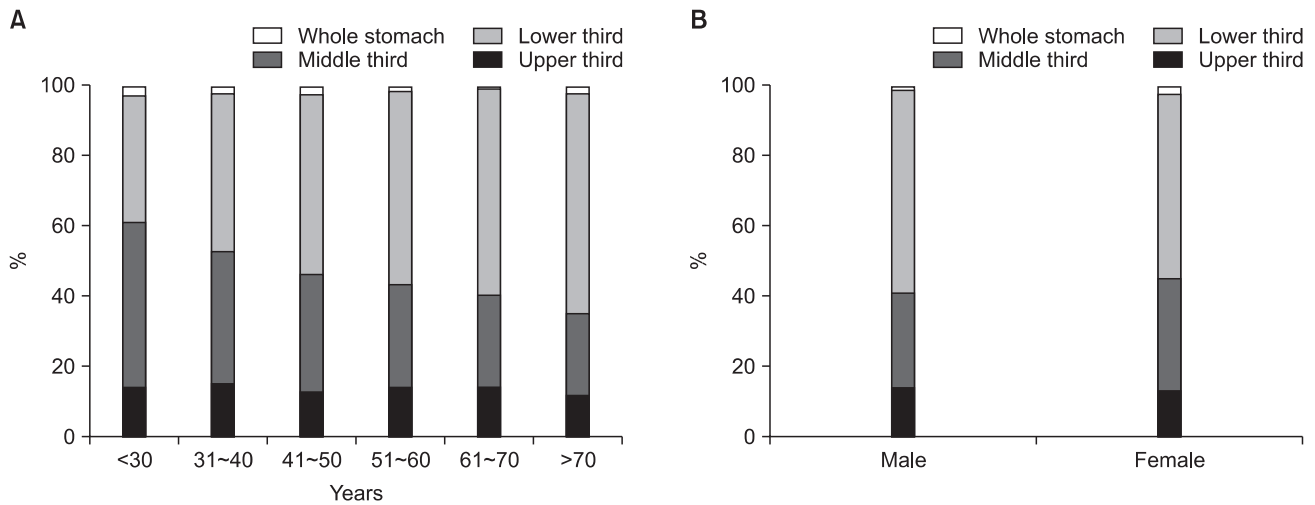 A
Whole stomach Lower third
Middle third Upper third
100
80
60
40
20
0
%
<30 31~40 41~50 51~60 61~70 >70
Years
B
Whole stomach Lower third
Middle third Upper third
100
80
60
40
20
0
%
Male Female